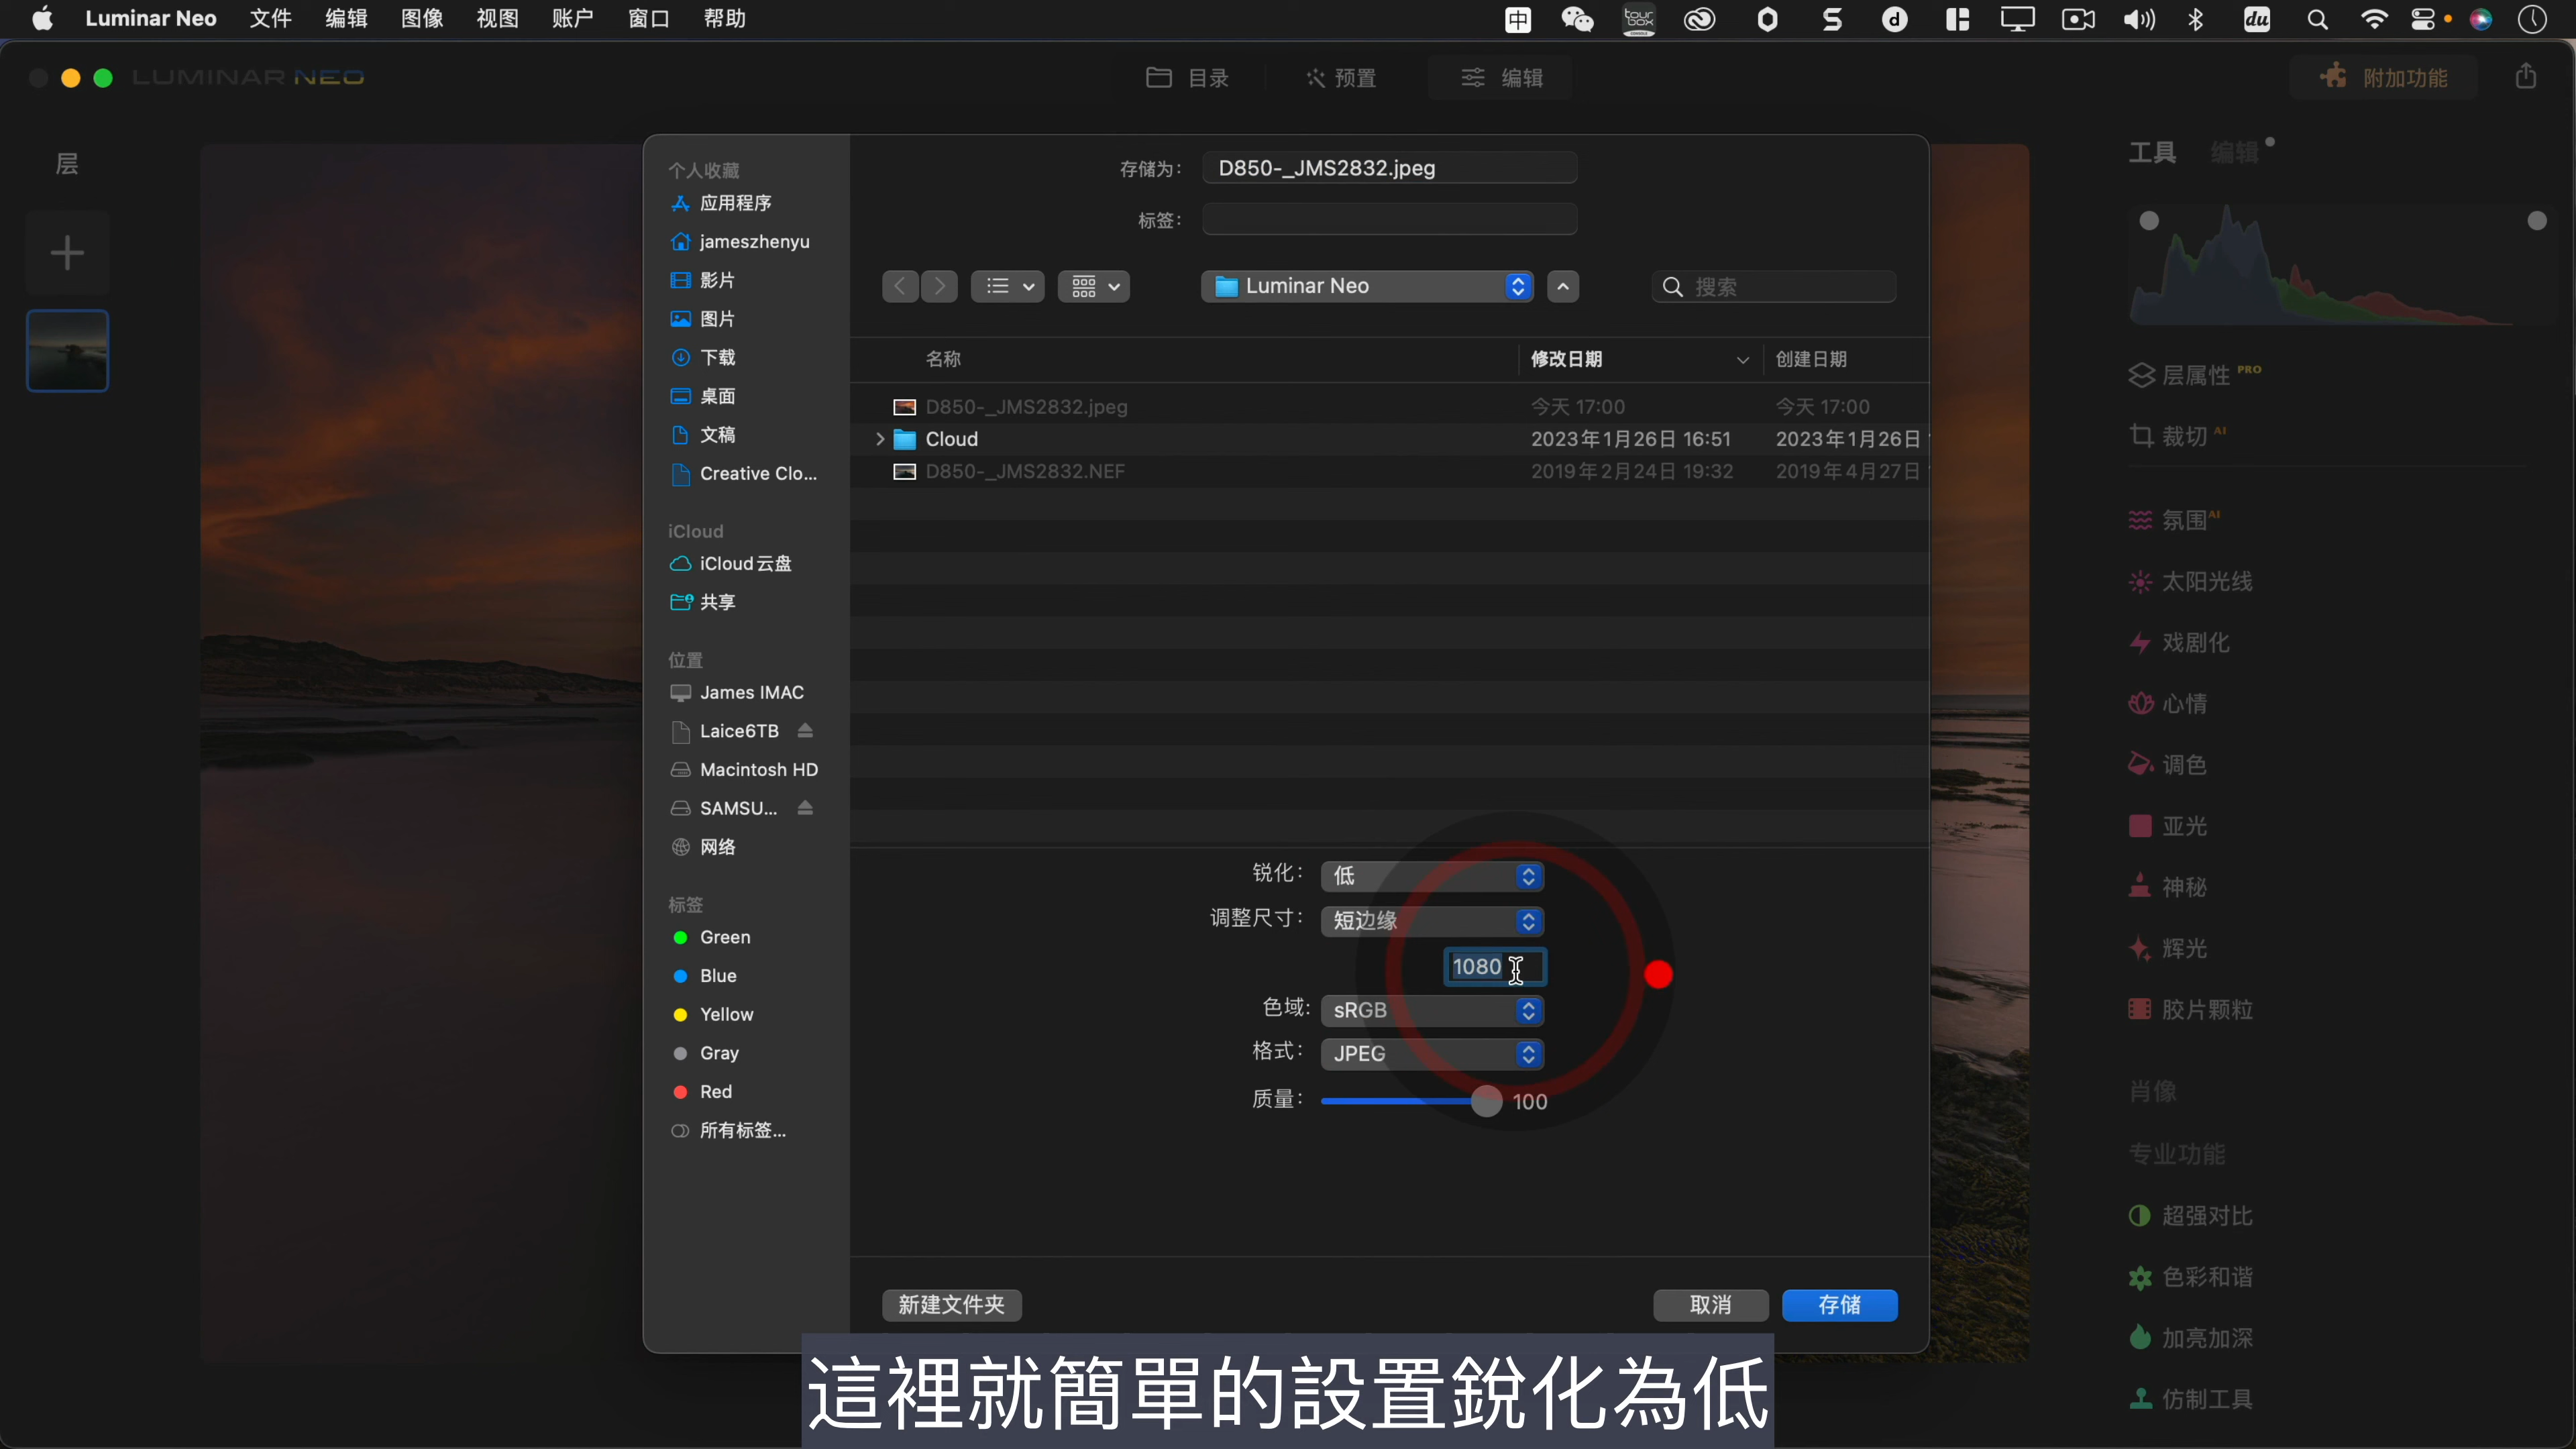 Luminar Neo 文件 编辑 图像 视图 账户 窗口 帮助
中 tour box CONSOLE S d du
LUMINAR NEO 目录 预置 编辑 附加功能
层
个人收藏
应用程序
jameszhenyu
影片
图片
下载
桌面
文稿
Creative Clo...
iCloud
iCloud云盘
共享
位置
James IMAC
Laice6TB
Macintosh HD
SAMSU...
网络
标签
Green
Blue
Yellow
Gray
Red
所有标签...
存储为: D850-_JMS2832.jpeg
标签:
Luminar Neo 搜索
名称 修改日期 创建日期
D850-_JMS2832.jpeg 今天 17:00 今天 17:00
Cloud 2023年1月26日 16:51 2023年1月26日
D850-_JMS2832.NEF 2019年2月24日 19:32 2019年4月27日
锐化: 低
调整尺寸: 短边缘
1080
色域: sRGB
格式: JPEG
质量: 100
新建文件夹 取消 存储
工具 编辑
层属性 PRO
裁切 AI
氛围 AI
太阳光线
戏剧化
心情
调色
亚光
神秘
辉光
胶片颗粒
肖像
专业功能
超强对比
色彩和谐
加亮加深
仿制工具
這裡就簡單的設置銳化為低